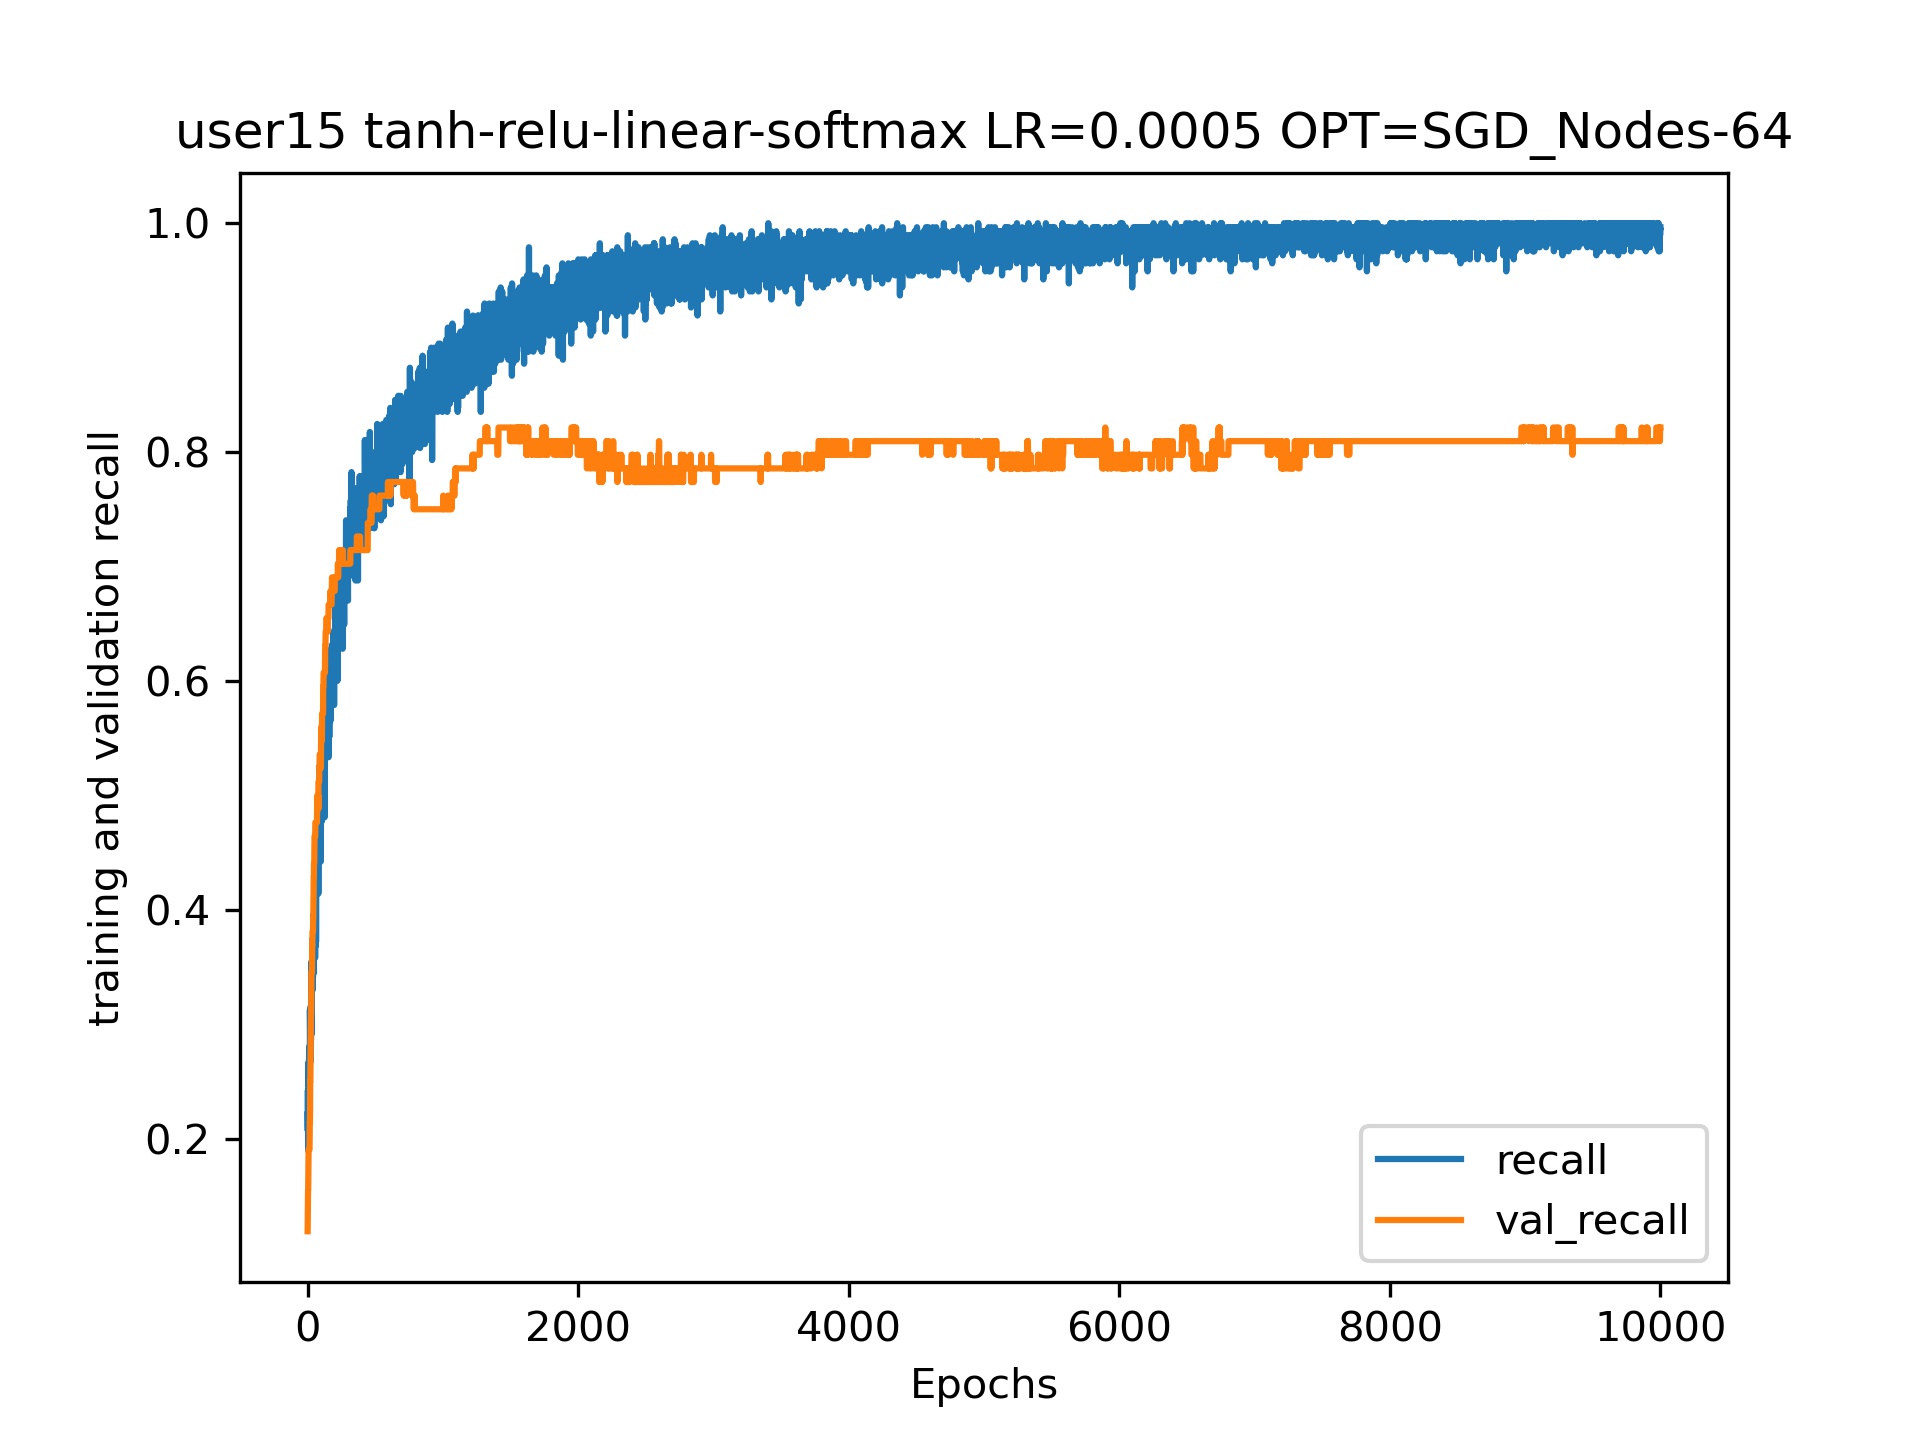 user15 tanh-relu-linear-softmax LR=0.0005 OPT=SGD_Nodes-64
training and validation recall
1.0
0.8
0.6
0.4
0.2
recall
val_recall
0 2000 4000 6000 8000 10000
Epochs